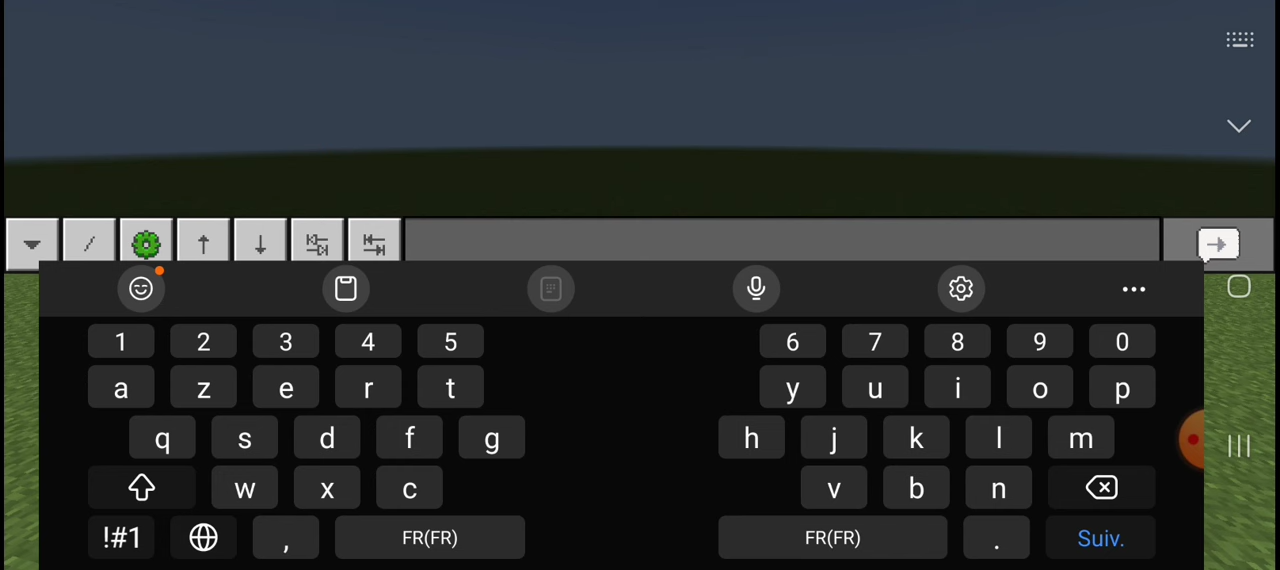 /
1 2 3 4 5 6 7 8 9 0
a z e r t y u i o p
q s d f g h j k l m
w x c v b n
!#1 , FR(FR) FR(FR) . Suiv.